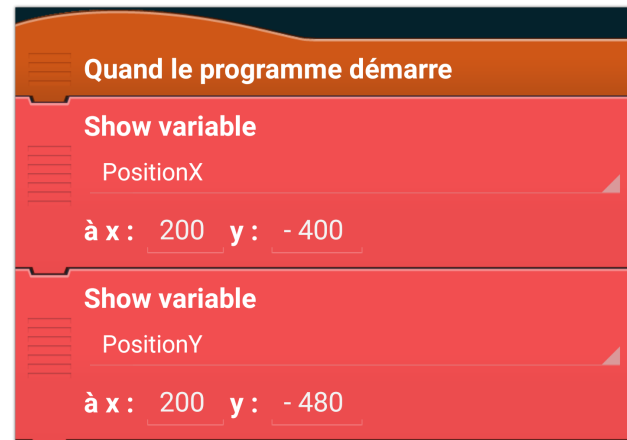 Quand le programme démarre
Show variable
PositionX
à x : 200 y : - 400
Show variable
PositionY
à x : 200 y : - 480